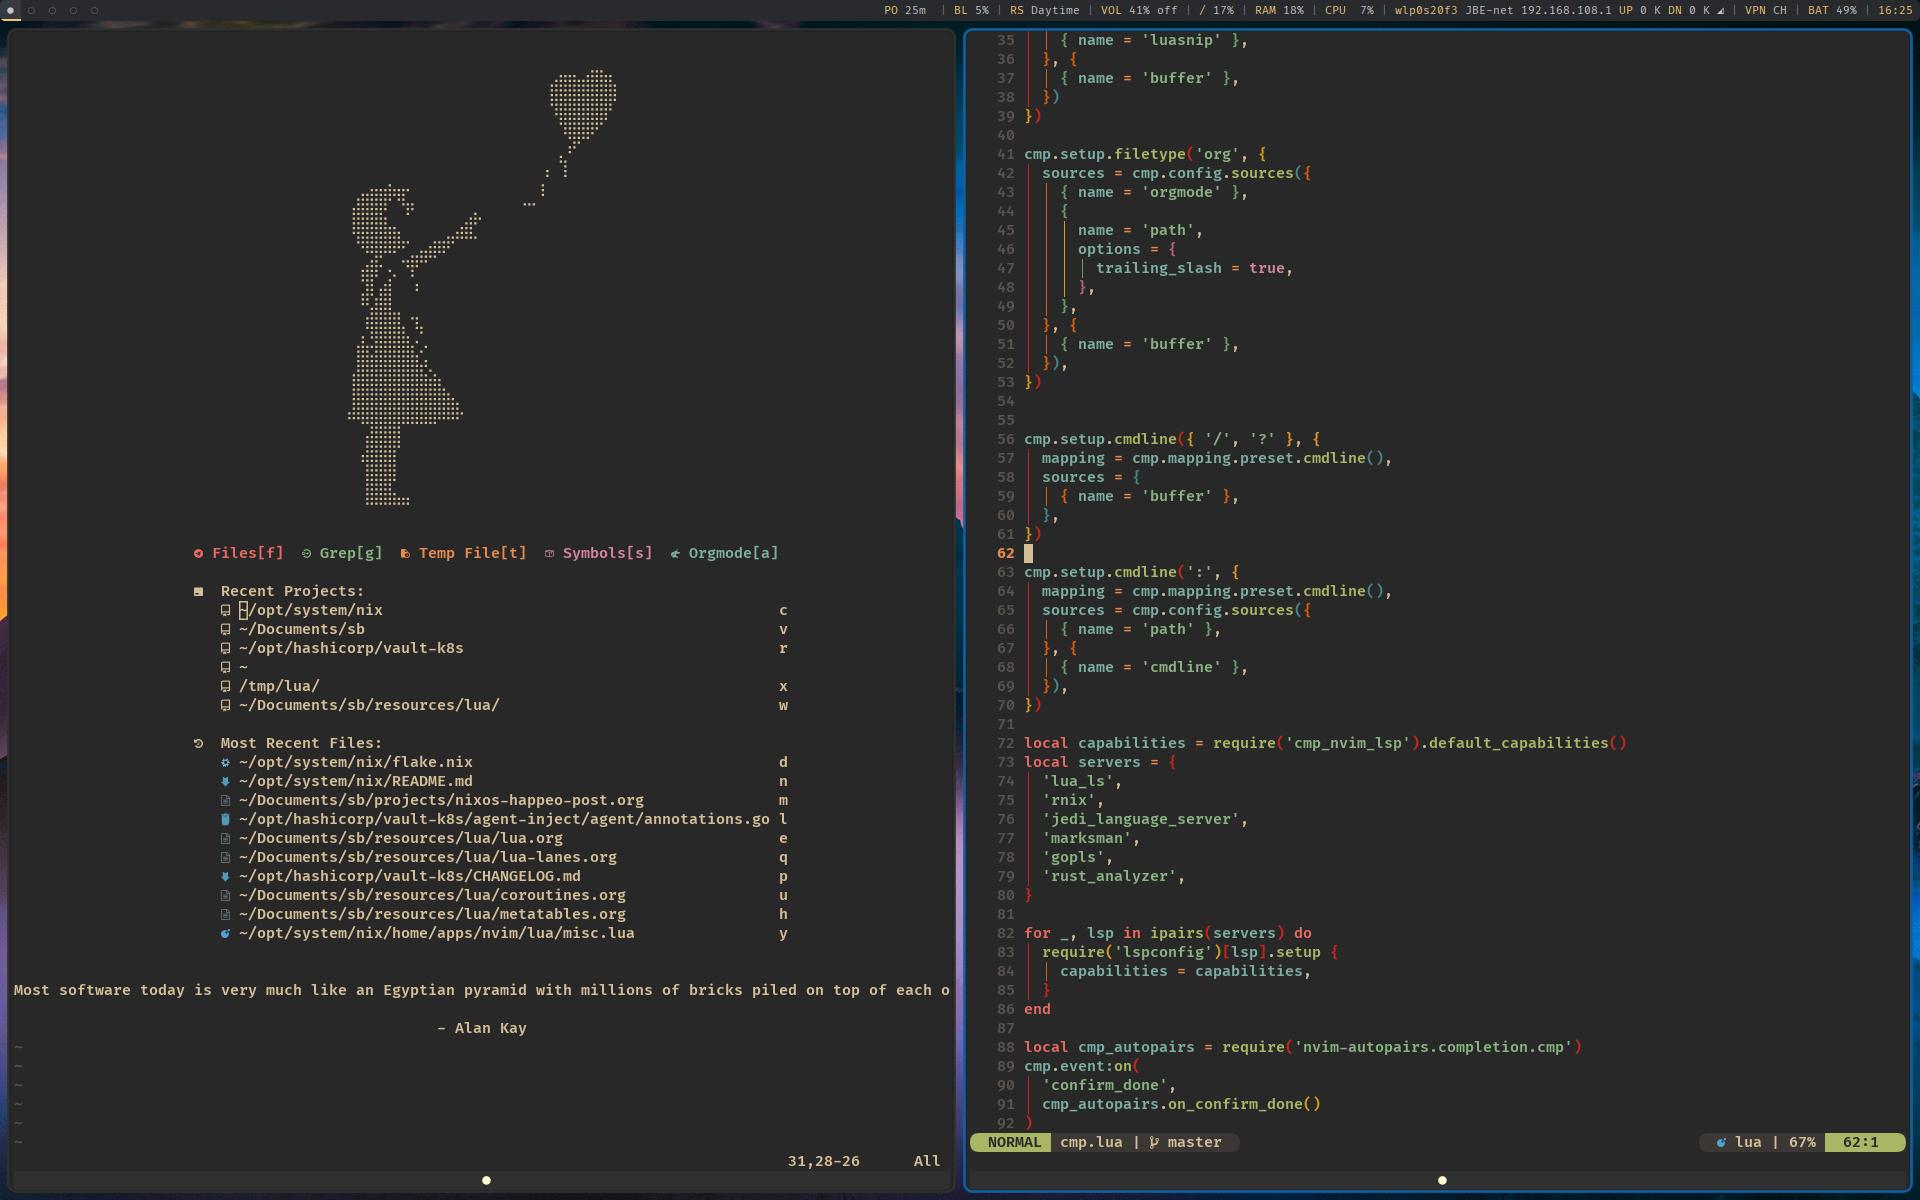 PO 25m | BL 5% | RS Daytime | VOL 41% off | / 17% | RAM 18% | CPU 7% | wlp0s20f3 JBE-net 192.168.108.1 UP 0 K DN 0 K | VPN CH | BAT 49% | 16:25
Files[f] Grep[g] Temp File[t] Symbols[s] Orgmode[a]
Recent Projects:
~/opt/system/nix c
~/Documents/sb v
~/opt/hashicorp/vault-k8s r
~
/tmp/lua/ x
~/Documents/sb/resources/lua/ w
Most Recent Files:
~/opt/system/nix/flake.nix d
~/opt/system/nix/README.md n
~/Documents/sb/projects/nixos-happeo-post.org m
~/opt/hashicorp/vault-k8s/agent-inject/agent/annotations.go l
~/Documents/sb/resources/lua/lua.org e
~/Documents/sb/resources/lua/lua-lanes.org q
~/opt/hashicorp/vault-k8s/CHANGELOG.md p
~/Documents/sb/resources/lua/coroutines.org u
~/Documents/sb/resources/lua/metatables.org h
~/opt/system/nix/home/apps/nvim/lua/misc.lua y
Most software today is very much like an Egyptian pyramid with millions of bricks piled on top of each o
- Alan Kay
~
~
~
~
~
~
31,28-26 All
35     { name = 'luasnip' },
36   }, {
37     { name = 'buffer' },
38   })
39 })
40
41 cmp.setup.filetype('org', {
42   sources = cmp.config.sources({
43     { name = 'orgmode' },
44     {
45       name = 'path',
46       options = {
47         trailing_slash = true,
48       },
49     },
50   }, {
51     { name = 'buffer' },
52   }),
53 })
54
55
56 cmp.setup.cmdline({ '/', '?' }, {
57   mapping = cmp.mapping.preset.cmdline(),
58   sources = {
59     { name = 'buffer' },
60   },
61 })
62
63 cmp.setup.cmdline(':', {
64   mapping = cmp.mapping.preset.cmdline(),
65   sources = cmp.config.sources({
66     { name = 'path' },
67   }, {
68     { name = 'cmdline' },
69   }),
70 })
71
72 local capabilities = require('cmp_nvim_lsp').default_capabilities()
73 local servers = {
74   'lua_ls',
75   'rnix',
76   'jedi_language_server',
77   'marksman',
78   'gopls',
79   'rust_analyzer',
80 }
81
82 for _, lsp in ipairs(servers) do
83   require('lspconfig')[lsp].setup {
84     capabilities = capabilities,
85   }
86 end
87
88 local cmp_autopairs = require('nvim-autopairs.completion.cmp')
89 cmp.event:on(
90   'confirm_done',
91   cmp_autopairs.on_confirm_done()
92 )
NORMAL cmp.lua | master lua | 67% 62:1